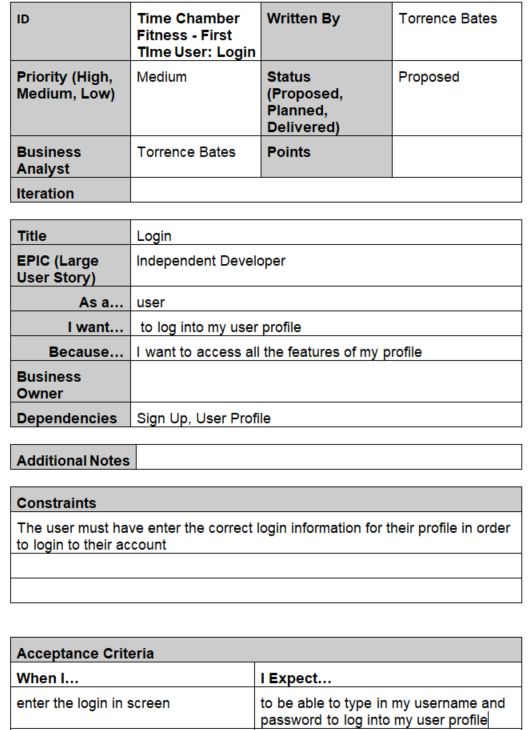 ID
Time Chamber
Fitness - First
TIme User: Login
Written By
Torrence Bates
Priority (High,
Medium, Low)
Medium
Status
(Proposed,
Planned,
Delivered)
Proposed
Business
Analyst
Torrence Bates
Points
Iteration
Title
Login
EPIC (Large
User Story)
Independent Developer
As a…
user
I want…
to log into my user profile
Because…
I want to access all the features of my profile
Business
Owner
Dependencies
Sign Up, User Profile
Additional Notes
Constraints
The user must have enter the correct login information for their profile in order
to login to their account
Acceptance Criteria
When I…
I Expect…
enter the login in screen
to be able to type in my username and
password to log into my user profile